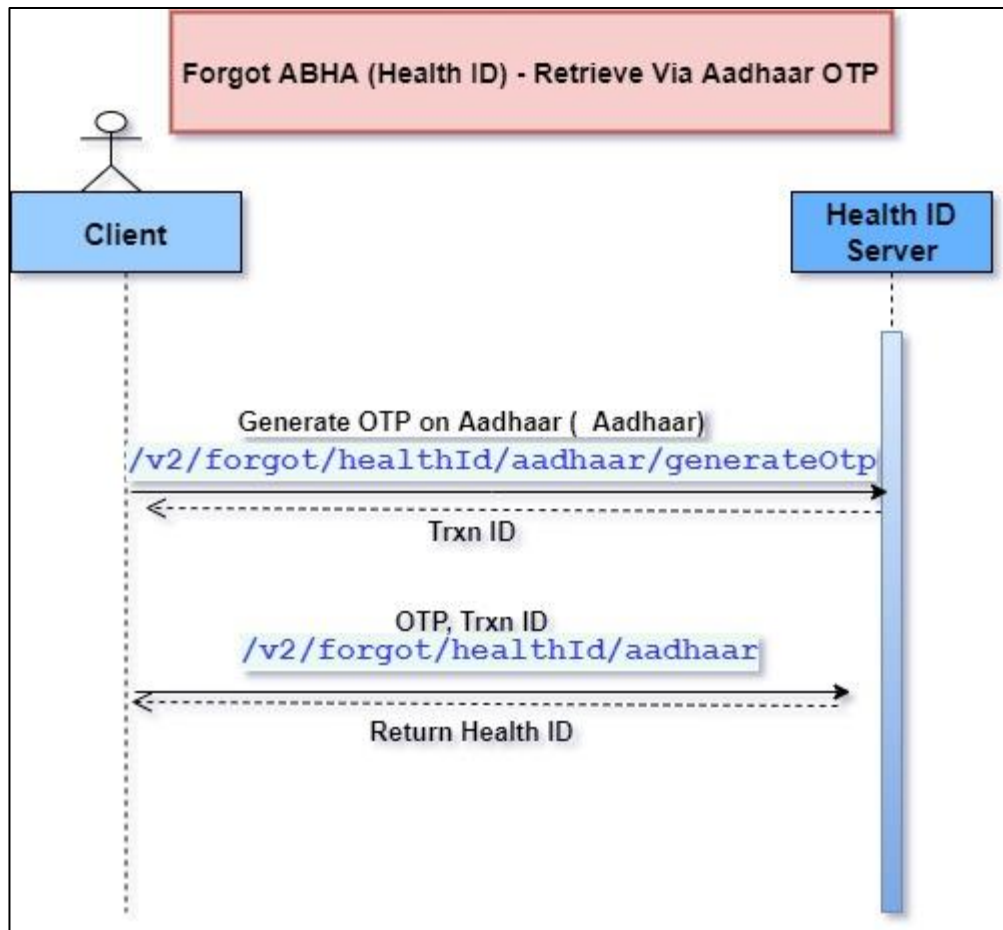 Forgot ABHA (Health ID) - Retrieve Via Aadhaar OTP
Client
Health ID
Server
Generate OTP on Aadhaar ( Aadhaar)
/v2/forgot/healthId/aadhaar/generateOtp
Trxn ID
OTP, Trxn ID
/v2/forgot/healthId/aadhaar
Return Health ID